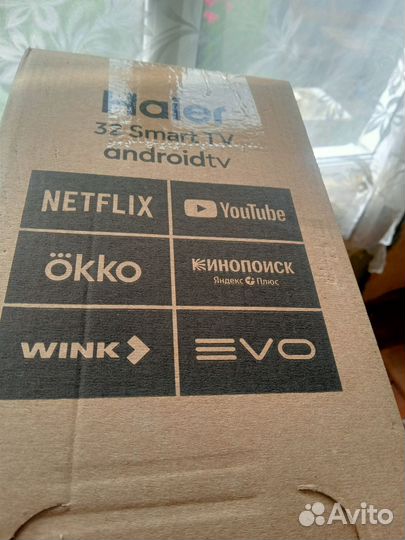 Haier
32 Smart TV
androidtv
NETFLIX
YouTube
ökko
КИНОПОИСК
Яндекс Плюс
WINK
EVO
Avito